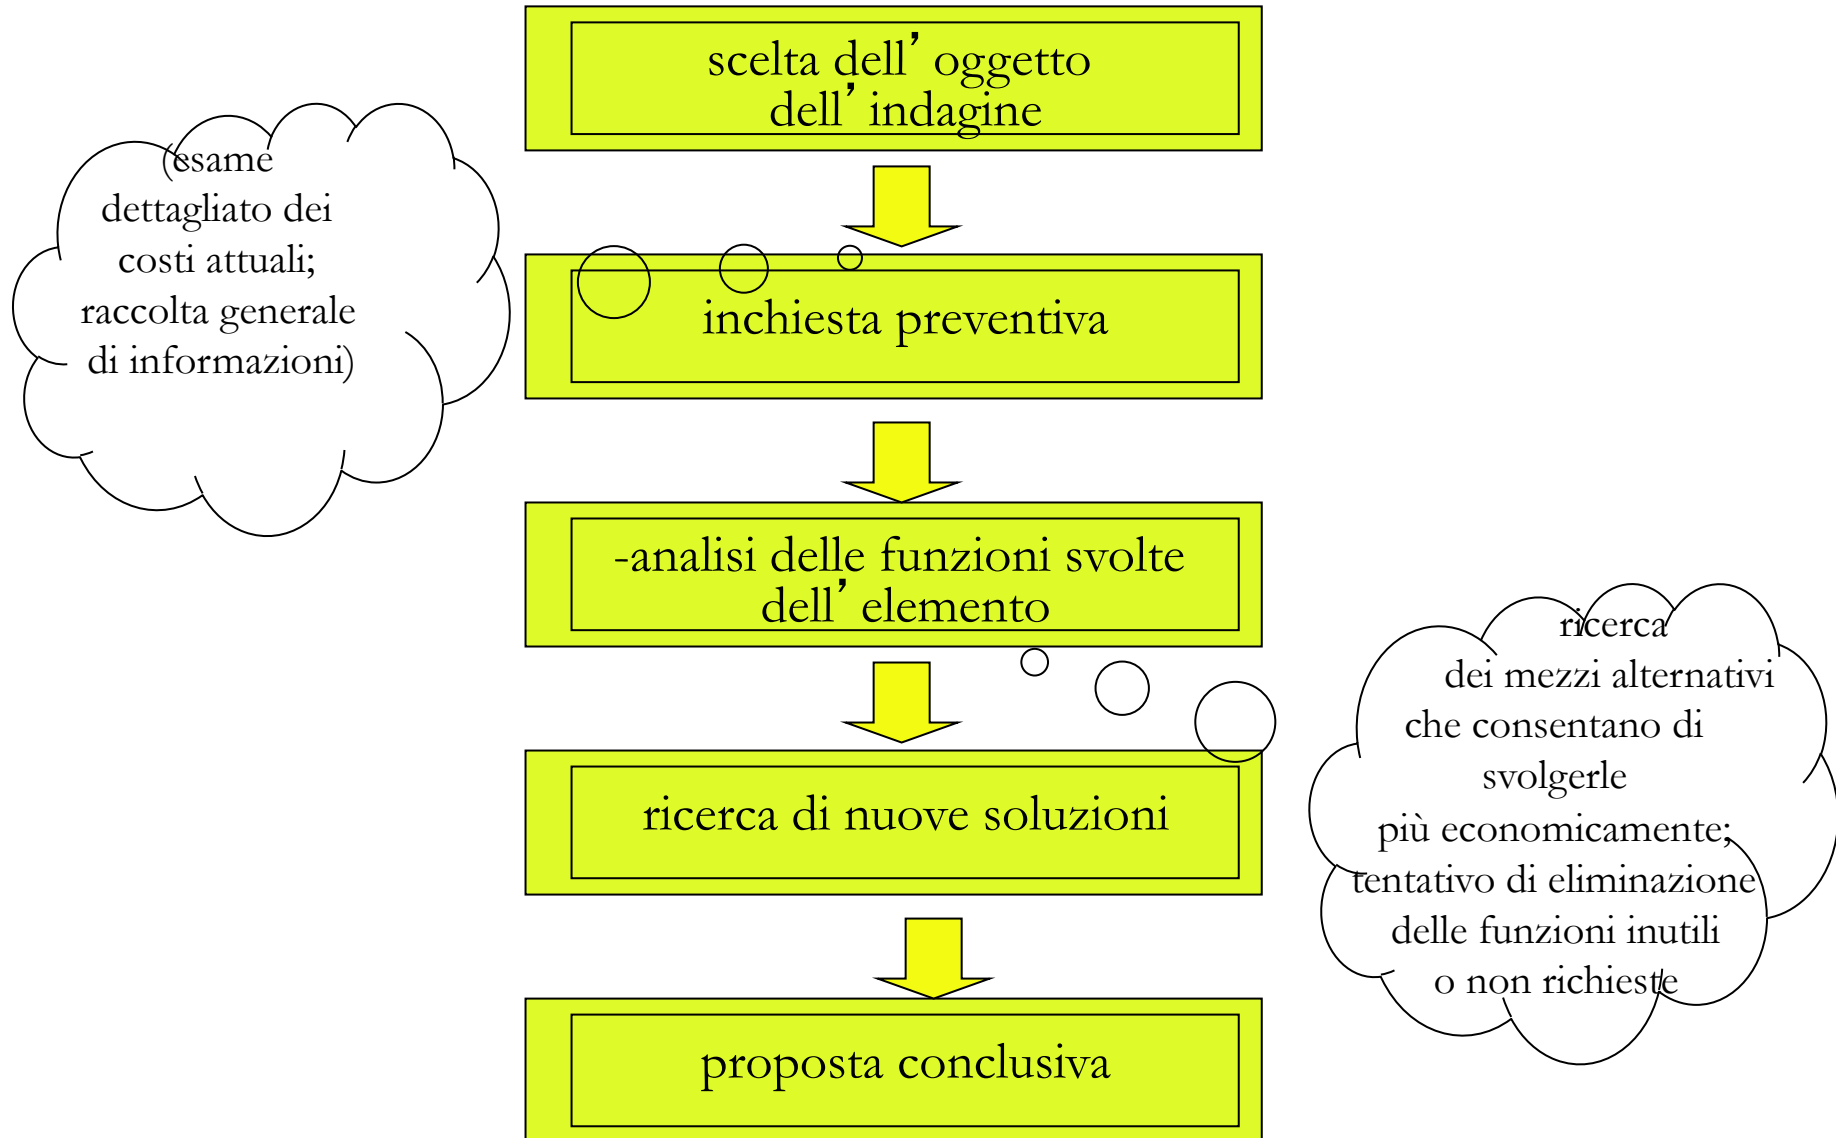 scelta dell’ oggetto
dell’ indagine
(esame
dettagliato dei
costi attuali;
raccolta generale
di informazioni)
inchiesta preventiva
-analisi delle funzioni svolte
dell’ elemento
ricerca
dei mezzi alternativi
che consentano di
svolgerle
più economicamente;
tentativo di eliminazione
delle funzioni inutili
o non richieste
ricerca di nuove soluzioni
proposta conclusiva